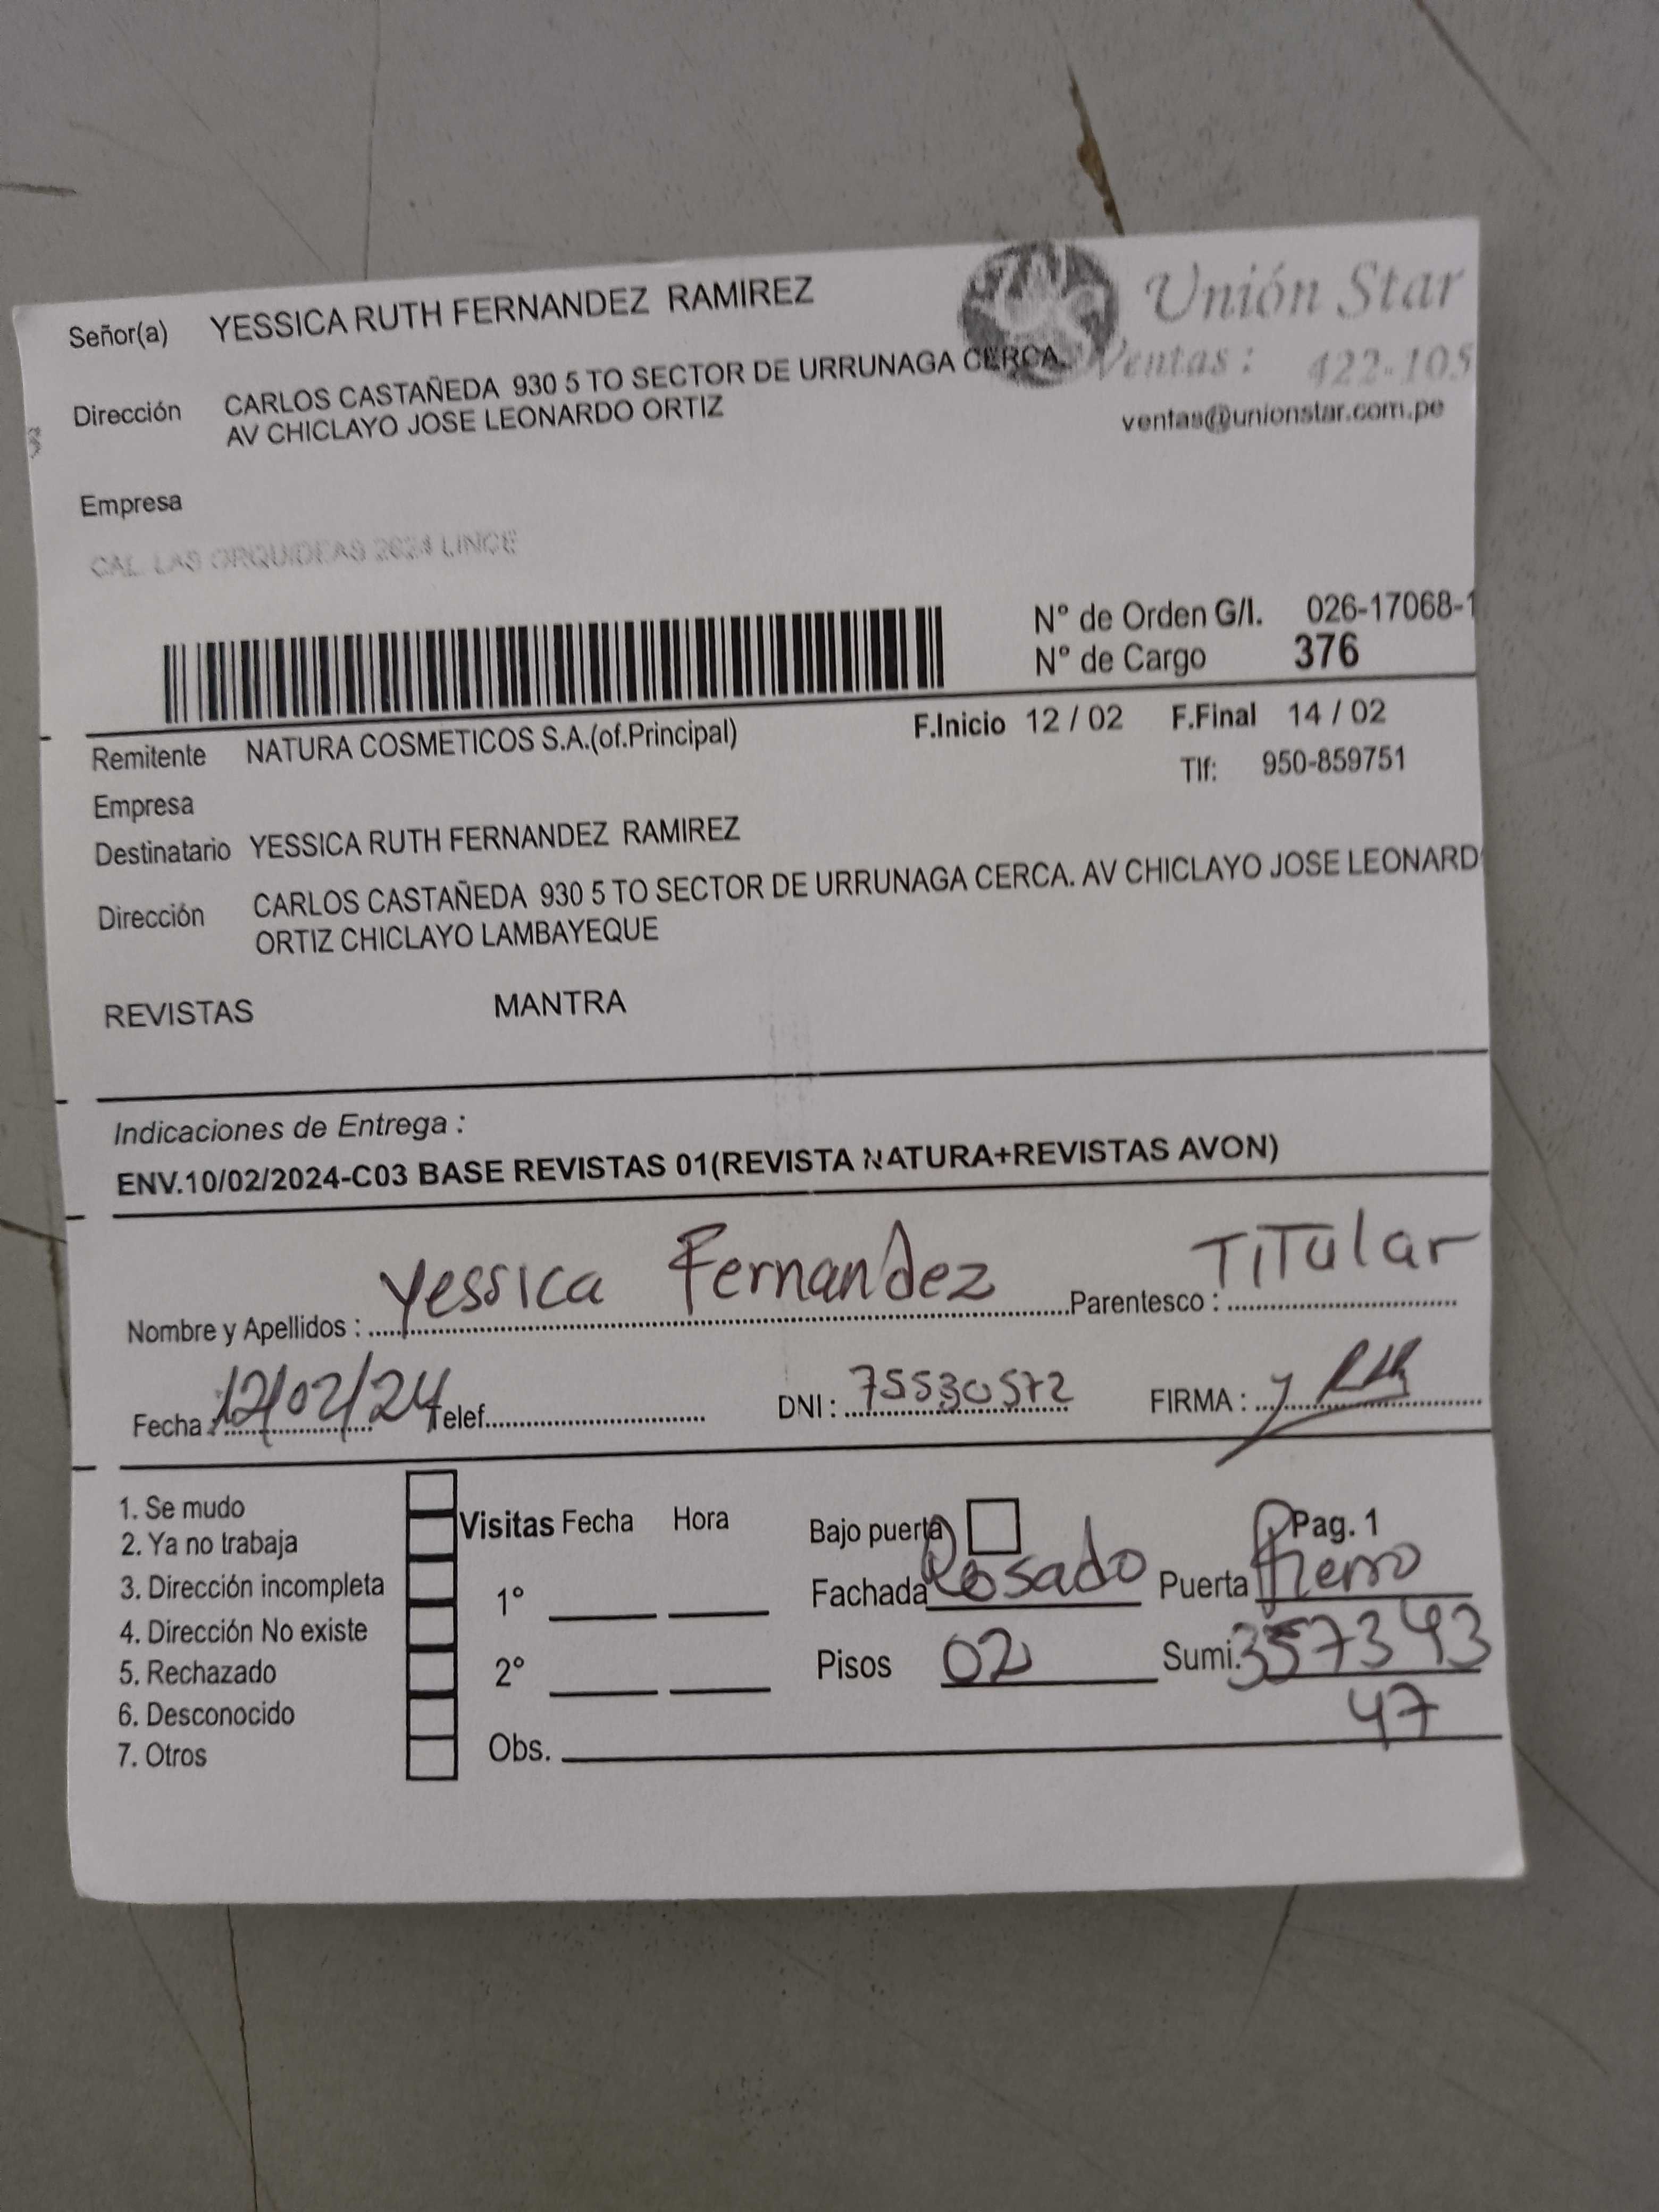 Señor(a) YESSICA RUTH FERNANDEZ RAMIREZ
Unión Star
Ventas : 422-105
ventas@unionstar.com.pe
Dirección CARLOS CASTAÑEDA 930 5 TO SECTOR DE URRUNAGA CERCA.
AV CHICLAYO JOSE LEONARDO ORTIZ
Empresa
CAL. LAS ORQUIDEAS 2624 LINCE
N° de Orden G/I. 026-17068-1
N° de Cargo 376
F.Inicio 12 / 02 F.Final 14 / 02
Remitente NATURA COSMETICOS S.A.(of.Principal)
Tlf: 950-859751
Empresa
Destinatario YESSICA RUTH FERNANDEZ RAMIREZ
Dirección CARLOS CASTAÑEDA 930 5 TO SECTOR DE URRUNAGA CERCA. AV CHICLAYO JOSE LEONARD
ORTIZ CHICLAYO LAMBAYEQUE
REVISTAS MANTRA
Indicaciones de Entrega :
ENV.10/02/2024-C03 BASE REVISTAS 01(REVISTA NATURA+REVISTAS AVON)
Nombre y Apellidos : Yessica Fernandez Parentesco : TiTular
Fecha : 12/02/24 Telef. DNI : 75530572 FIRMA :
1. Se mudo
2. Ya no trabaja
3. Dirección incompleta
4. Dirección No existe
5. Rechazado
6. Desconocido
7. Otros
Visitas Fecha Hora
1°
2°
Obs.
Bajo puerta Pag. 1
Fachada Rosado Puerta Fierro
Pisos 02 Sumi. 35737343
47